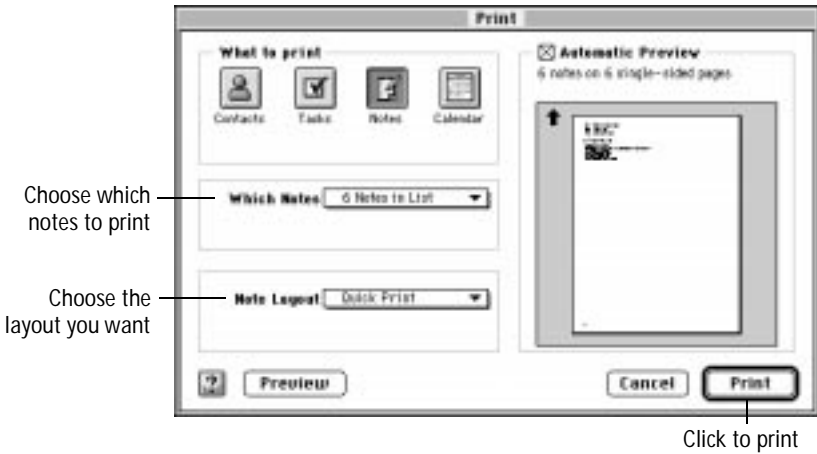 Print
What to print
Contacts
Tasks
Notes
Calendar
Automatic Preview
6 notes on 6 single-sided pages
Choose which
notes to print
Which Notes
6 Notes in List
Choose the
layout you want
Note Layout
Quick Print
?
Preview
Cancel
Print
Click to print